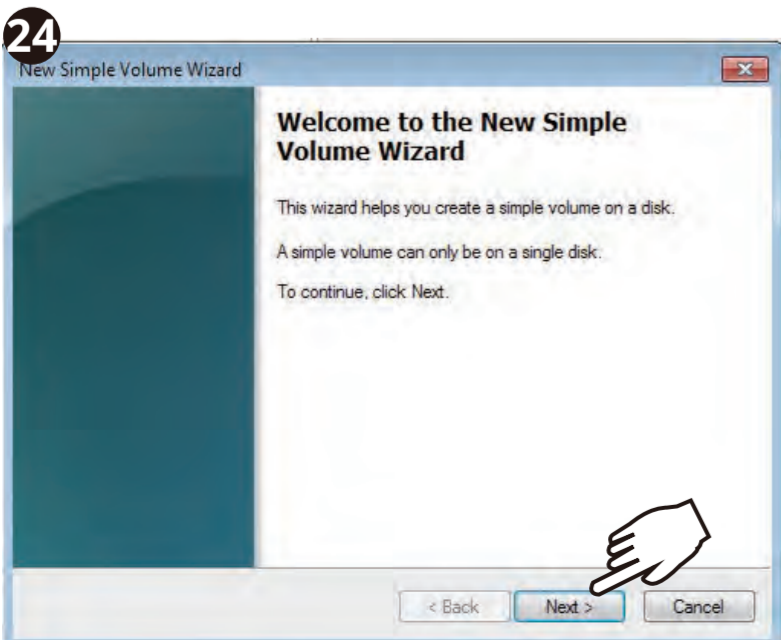 24
New Simple Volume Wizard
Welcome to the New Simple
Volume Wizard
This wizard helps you create a simple volume on a disk.
A simple volume can only be on a single disk.
To continue, click Next.
< Back Next > Cancel